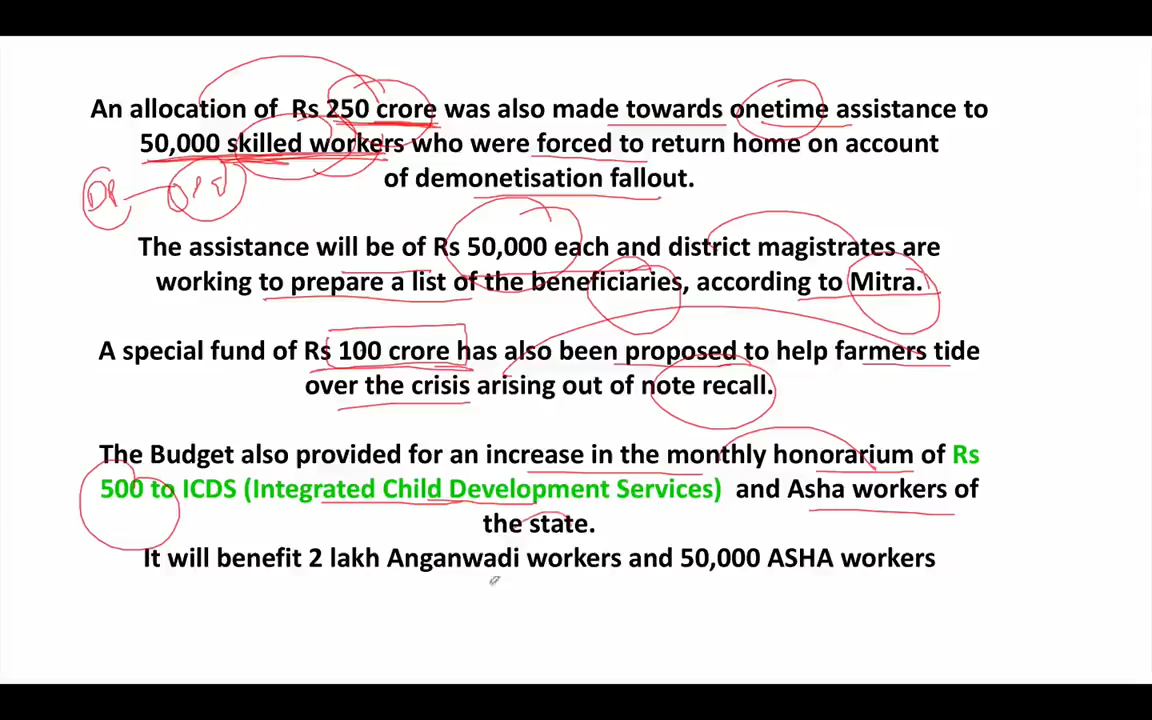 An allocation of Rs 250 crore was also made towards onetime assistance to
50,000 skilled workers who were forced to return home on account
of demonetisation fallout.
The assistance will be of Rs 50,000 each and district magistrates are
working to prepare a list of the beneficiaries, according to Mitra.
A special fund of Rs 100 crore has also been proposed to help farmers tide
over the crisis arising out of note recall.
The Budget also provided for an increase in the monthly honorarium of Rs
500 to ICDS (Integrated Child Development Services) and Asha workers of
the state.
It will benefit 2 lakh Anganwadi workers and 50,000 ASHA workers